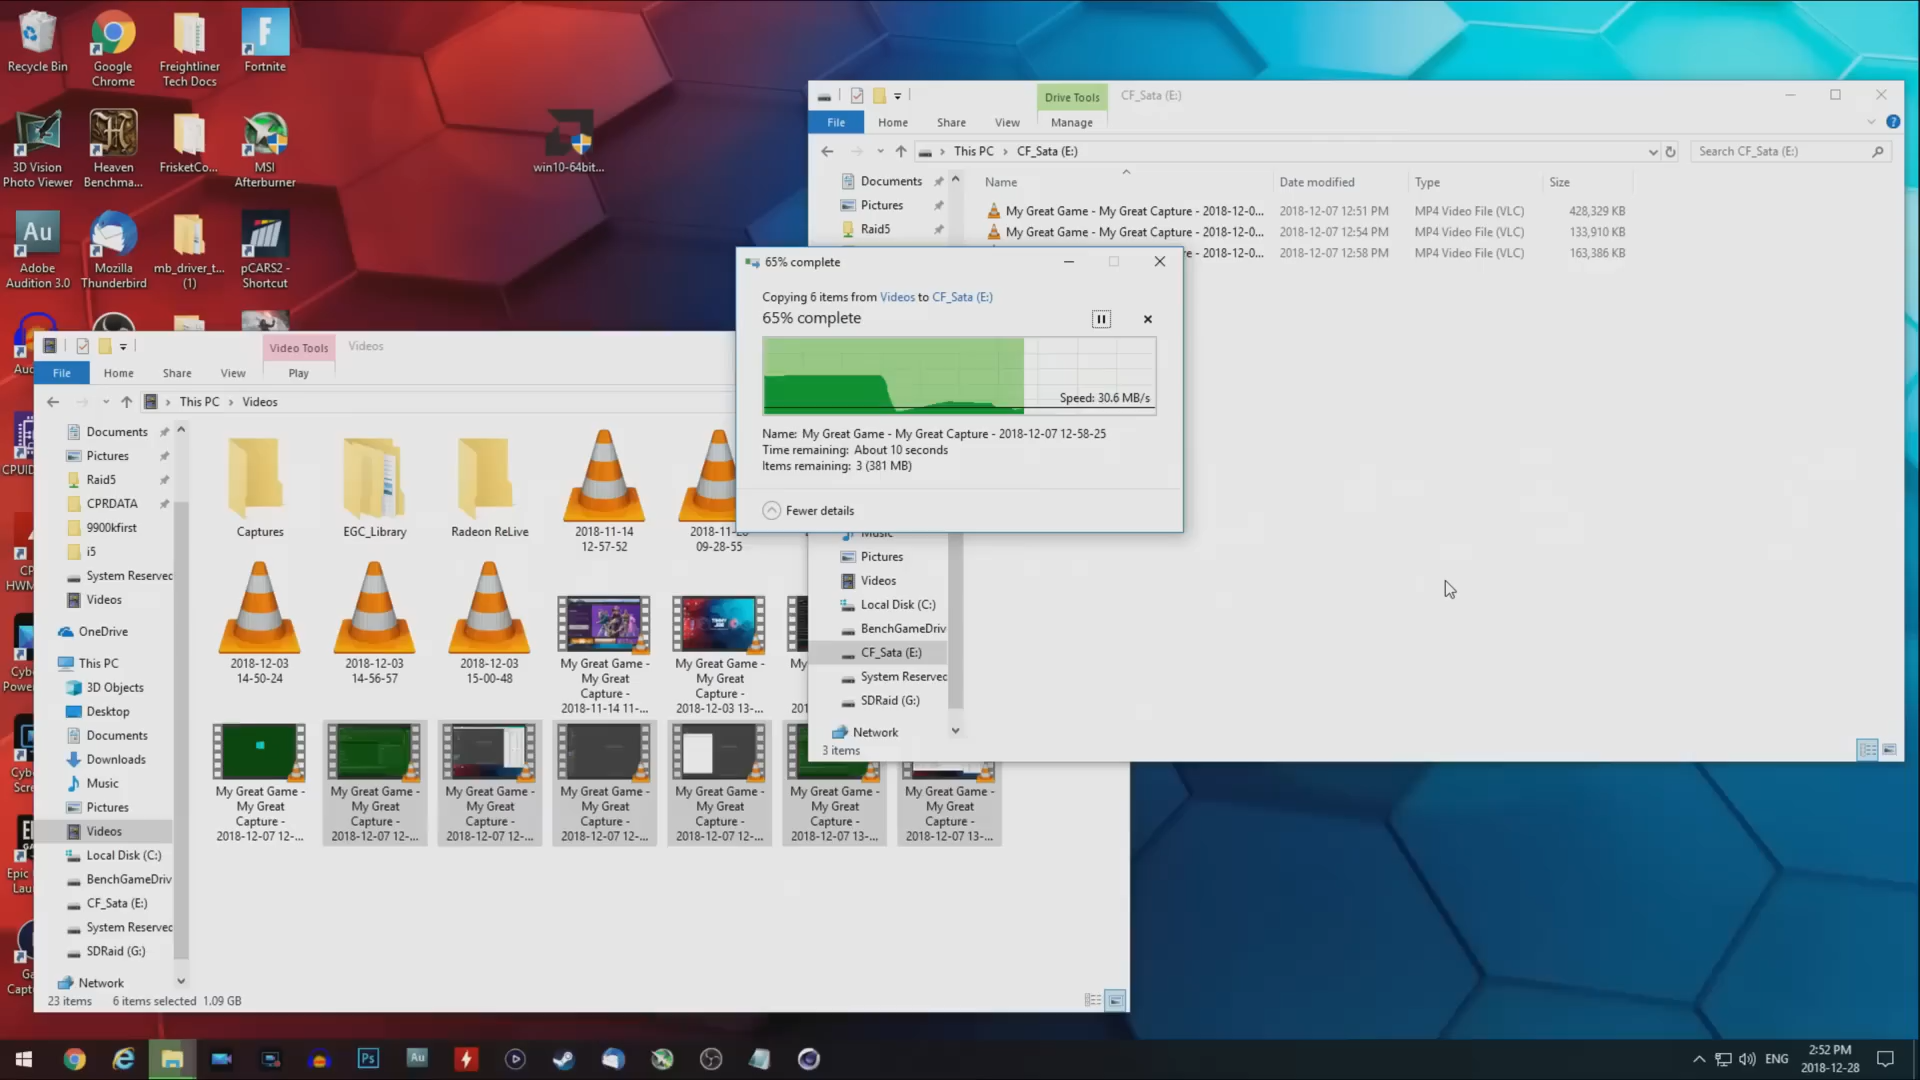 Recycle Bin
Google
Chrome
Freightliner
Tech Docs
Fortnite
3D Vision
Photo Viewer
Heaven
Benchma...
FrisketCo...
MSI
Afterburner
win10-64bit...
Au
Adobe
Audition 3.0
Mozilla
Thunderbird
mb_driver_t...
(1)
pCARS2 -
Shortcut
Drive Tools
CF_Sata (E:)
File
Home
Share
View
Manage
This PC
CF_Sata (E:)
Search CF_Sata (E:)
Documents
Pictures
Raid5
Name
Date modified
Type
Size
My Great Game - My Great Capture - 2018-12-0...
2018-12-07 12:51 PM
MP4 Video File (VLC)
428,329 KB
My Great Game - My Great Capture - 2018-12-0...
2018-12-07 12:54 PM
MP4 Video File (VLC)
133,910 KB
re - 2018-12-0...
2018-12-07 12:58 PM
MP4 Video File (VLC)
163,386 KB
65% complete
Copying 6 items from Videos to CF_Sata (E:)
65% complete
Speed: 30.6 MB/s
Name: My Great Game - My Great Capture - 2018-12-07 12-58-25
Time remaining: About 10 seconds
Items remaining: 3 (381 MB)
Fewer details
Music
Pictures
Videos
Local Disk (C:)
BenchGameDriv
CF_Sata (E:)
System Reserved
SDRaid (G:)
Network
3 items
Video Tools
Videos
File
Home
Share
View
Play
This PC
Videos
Documents
Pictures
Raid5
CPRDATA
9900kfirst
i5
System Reserved
Videos
OneDrive
This PC
3D Objects
Desktop
Documents
Downloads
Music
Pictures
Videos
Local Disk (C:)
BenchGameDriv
CF_Sata (E:)
System Reserved
SDRaid (G:)
Network
Captures
EGC_Library
Radeon ReLive
2018-11-14
12-57-52
09-28-55
2018-12-03
14-50-24
2018-12-03
14-56-57
2018-12-03
15-00-48
My Great Game -
My Great
Capture -
2018-11-14 11-...
My Great Game -
My Great
Capture -
2018-12-03 13-...
My Great Game -
My Great
Capture -
2018-12-07 12-...
My Great Game -
My Great
Capture -
2018-12-07 12-...
My Great Game -
My Great
Capture -
2018-12-07 12-...
My Great Game -
My Great
Capture -
2018-12-07 12-...
My Great Game -
My Great
Capture -
2018-12-07 12-...
My Great Game -
My Great
Capture -
2018-12-07 13-...
My Great Game -
My Great
Capture -
2018-12-07 13-...
23 items
6 items selected 1.09 GB
CPUID
HWM
Cyb
Power
Cyb
Scre
Epic
Lau
Ga
Capt
Ps
Au
ENG
2:52 PM
2018-12-28